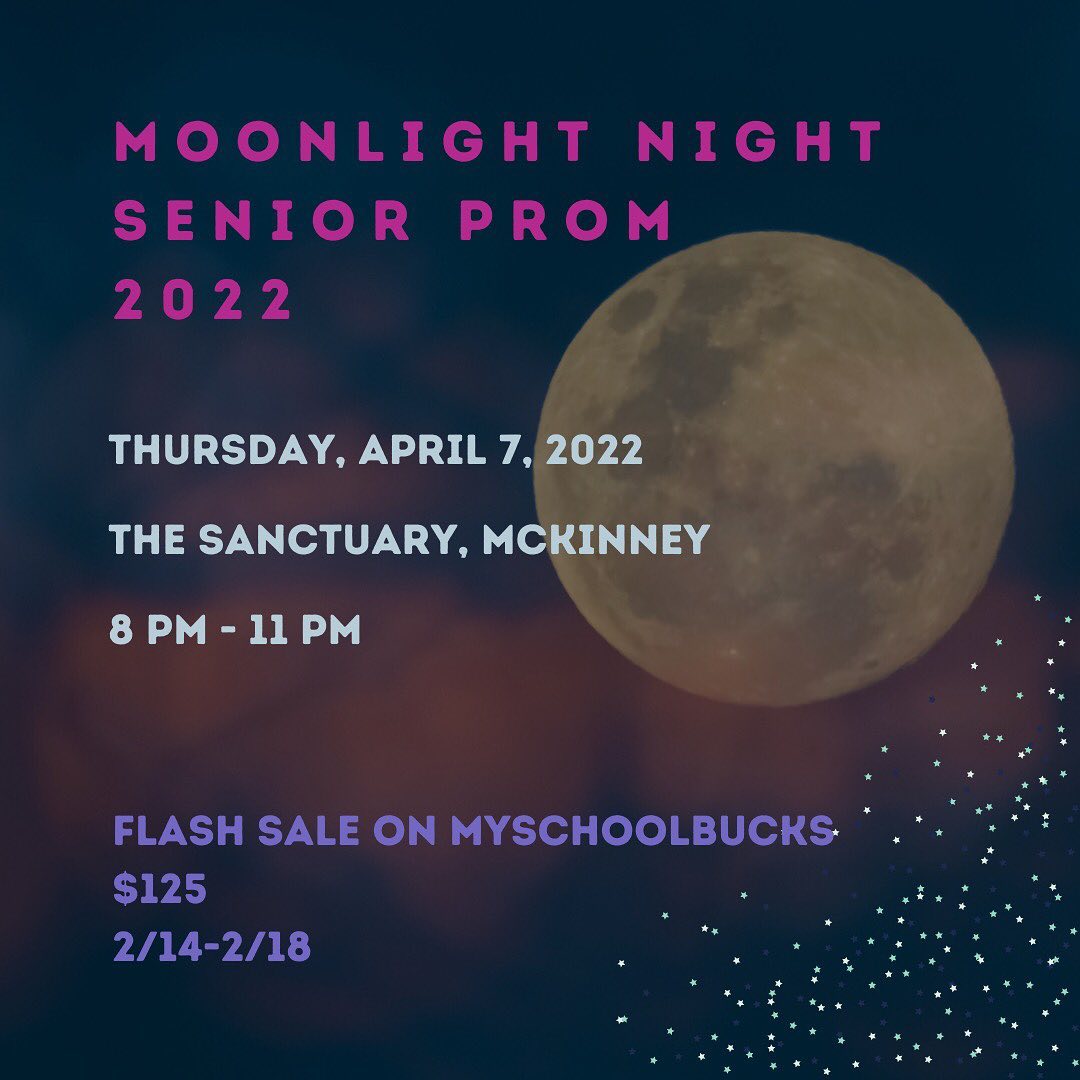 MOONLIGHT NIGHT
SENIOR PROM
2022
THURSDAY, APRIL 7, 2022
THE SANCTUARY, MCKINNEY
8 PM - 11 PM
FLASH SALE ON MYSCHOOLBUCKS
$125
2/14-2/18